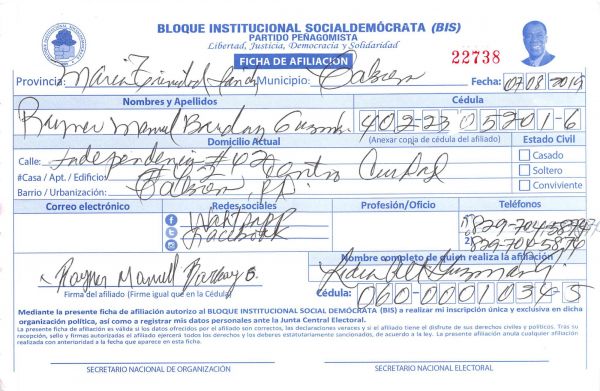 BLOQUE INSTITUCIONAL SOCIALDEMÓCRATA (BIS)
PARTIDO PEÑAGOMISTA
Libertad, Justicia, Democracia y Solidaridad
22738
FICHA DE AFILIACIÓN
Provincia: María Trinidad Sánchez Municipio: Cabrera Fecha: 07/08/2019
Nombres y Apellidos Cédula
Rayner Manuel Guzmán 402-23 05201-6
Domicilio Actual (Anexar copia de cédula del afiliado) Estado Civil
Calle: Independencia #42 Centro Ciudad
Casado
#Casa / Apt. / Edificio Soltero
Barrio / Urbanización: Cabrera, RD. Conviviente
Correo electrónico Redes sociales Profesión/Oficio Teléfonos
Whatsapp 829-704-5874
Facebook 829-704-5876
Nombre completo de quien realiza la afiliación
Rayner Manuell B. Guzmán
Firma del afiliado (Firme igual que en la Cédula) Cédula: 060-0001034-5
Mediante la presente ficha de afiliación autorizo al BLOQUE INSTITUCIONAL SOCIAL DEMÓCRATA (BIS) a realizar mi inscripción única y exclusiva en dicha
organización política, así como a registrar mis datos personales ante la Junta Central Electoral.
La presente ficha de afiliación es válida si los datos ofrecidos por el afiliado son correctos, las declaraciones veraces y si el afiliado tiene el disfrute de sus derechos civiles y políticos. Tras su
recepción, sello y firmas autorizadas el afiliado ejercerá todos los derechos y los deberes estatutariamente sancionados, de acuerdo a la ley. La presente afiliación anula cualquier afiliación
realizada con anterioridad a la fecha que aparece en esta ficha.
SECRETARIO NACIONAL DE ORGANIZACIÓN SECRETARIO NACIONAL ELECTORAL